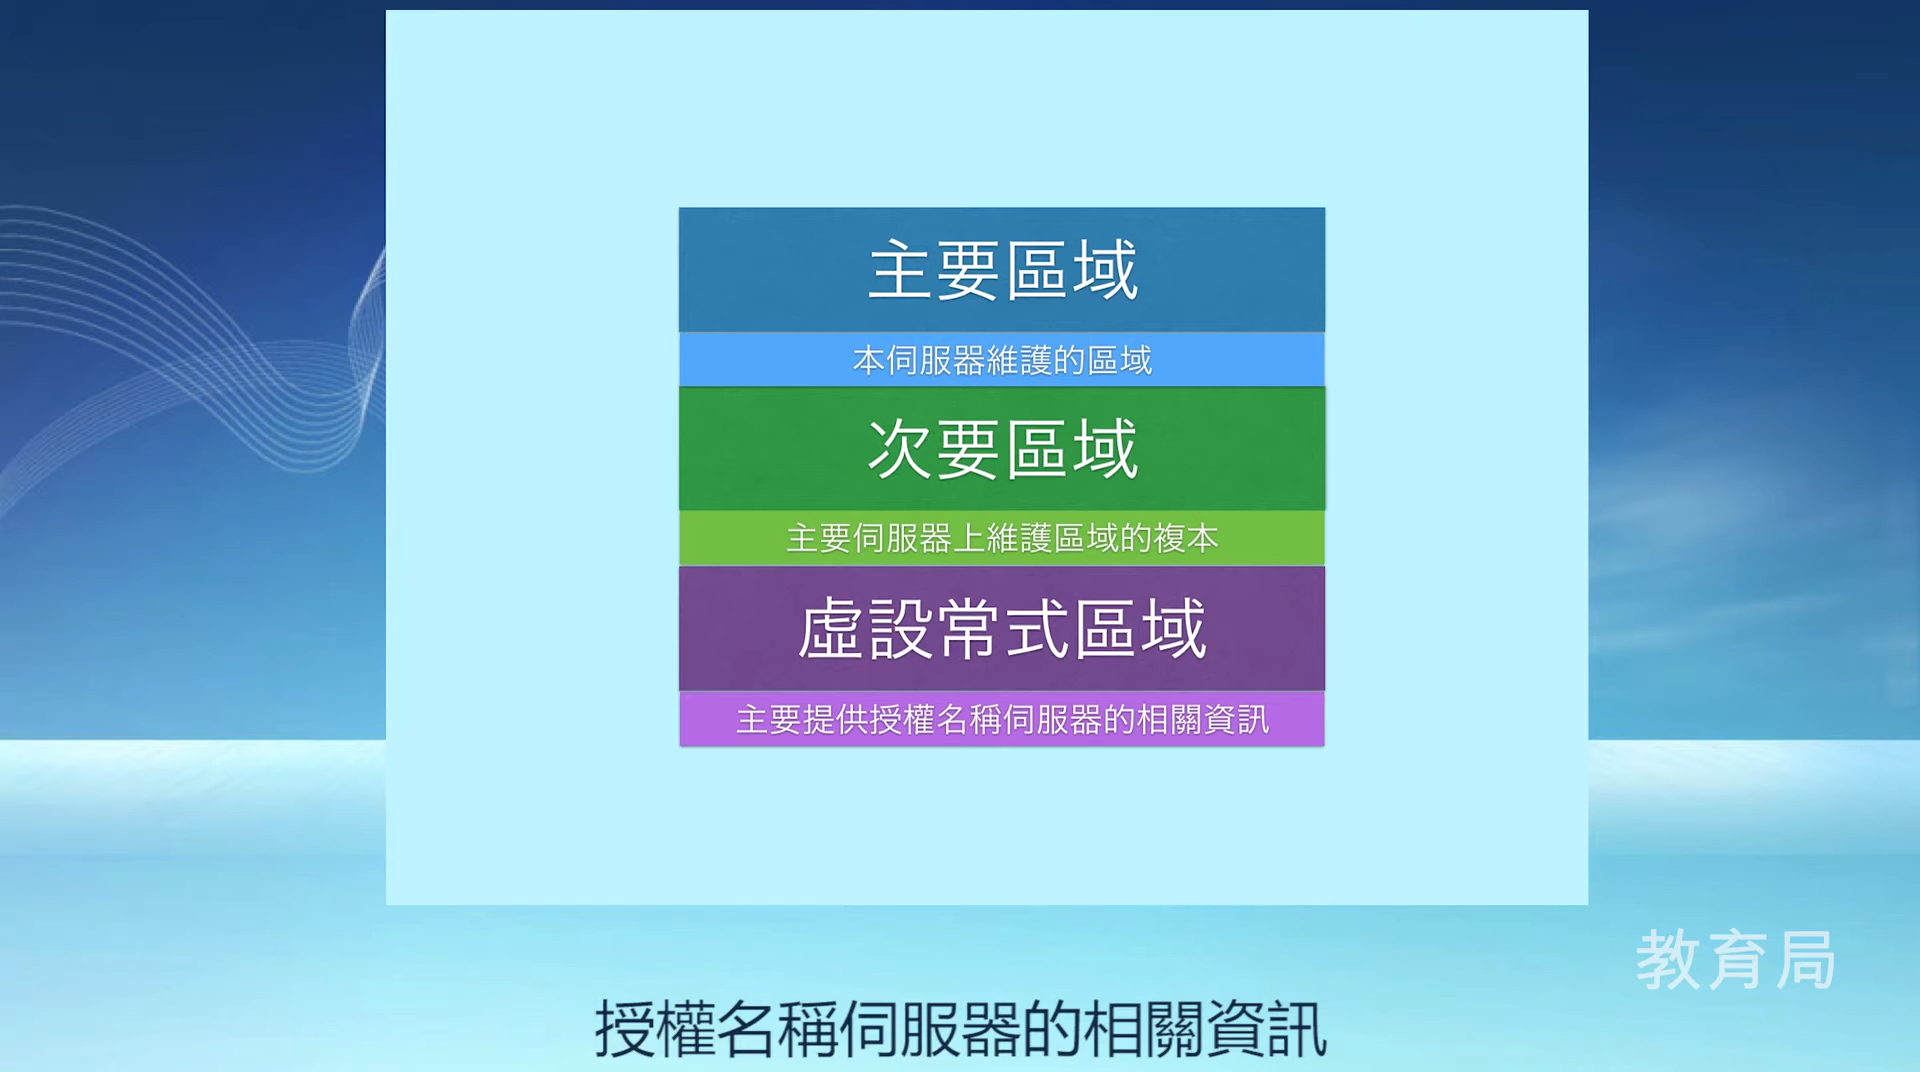 主要區域
本伺服器維護的區域
次要區域
主要伺服器上維護區域的複本
虛設常式區域
主要提供授權名稱伺服器的相關資訊
教育局
授權名稱伺服器的相關資訊